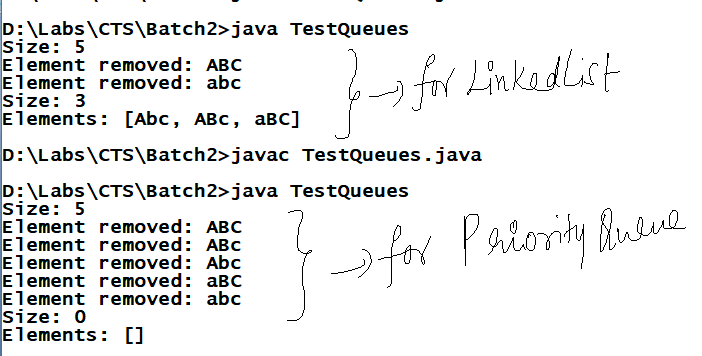 D:\Labs\CTS\Batch2>java TestQueues
Size: 5
Element removed: ABC
Element removed: abc
Size: 3
Elements: [Abc, ABc, aBC]
→ for LinkedList
D:\Labs\CTS\Batch2>javac TestQueues.java
D:\Labs\CTS\Batch2>java TestQueues
Size: 5
Element removed: ABC
Element removed: ABc
Element removed: Abc
Element removed: aBC
Element removed: abc
Size: 0
Elements: []
→ for Priority Queue